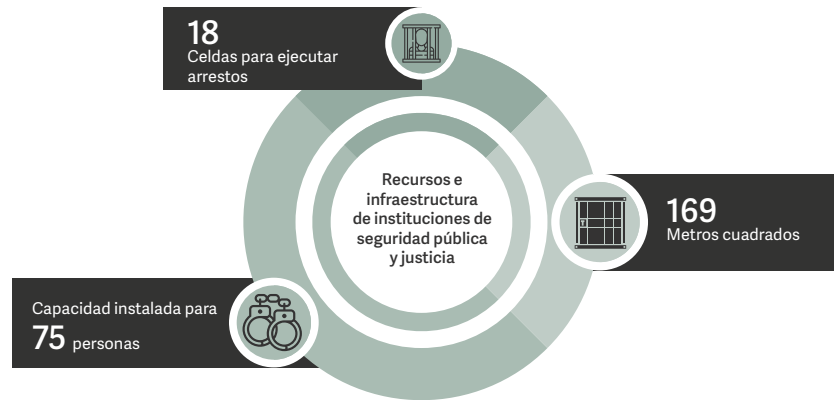 18
Celdas para ejecutar
arrestos
Recursos e
infraestructura
de instituciones de
seguridad pública
y justicia
169
Metros cuadrados
Capacidad instalada para
75 personas